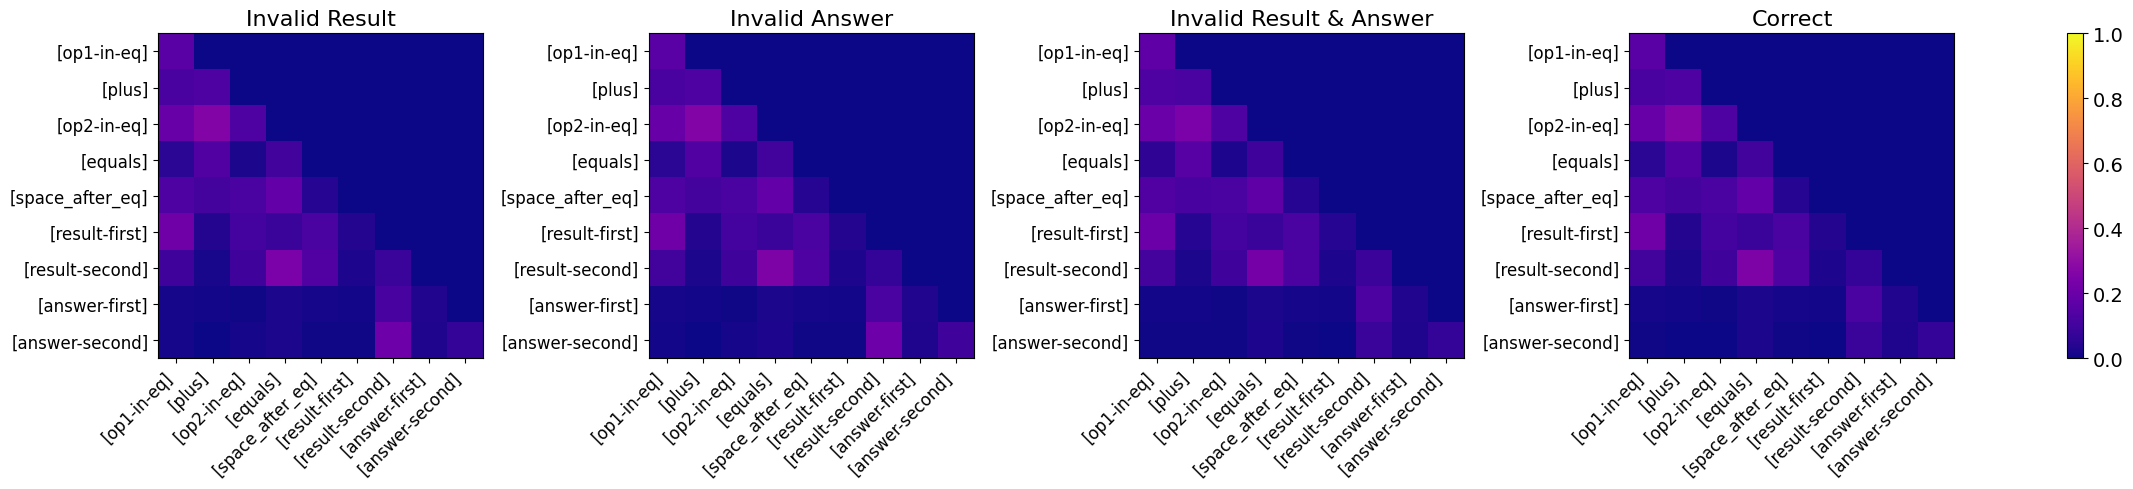 Invalid Result
[op1-in-eq]
[plus]
[op2-in-eq]
[equals]
[space_after_eq]
[result-first]
[result-second]
[answer-first]
[answer-second]
[op1-in-eq]
[plus]
[op2-in-eq]
[equals]
[space_after_eq]
[result-first]
[result-second]
[answer-first]
[answer-second]
Invalid Answer
[op1-in-eq]
[plus]
[op2-in-eq]
[equals]
[space_after_eq]
[result-first]
[result-second]
[answer-first]
[answer-second]
[op1-in-eq]
[plus]
[op2-in-eq]
[equals]
[space_after_eq]
[result-first]
[result-second]
[answer-first]
[answer-second]
Invalid Result & Answer
[op1-in-eq]
[plus]
[op2-in-eq]
[equals]
[space_after_eq]
[result-first]
[result-second]
[answer-first]
[answer-second]
[op1-in-eq]
[plus]
[op2-in-eq]
[equals]
[space_after_eq]
[result-first]
[result-second]
[answer-first]
[answer-second]
Correct
[op1-in-eq]
[plus]
[op2-in-eq]
[equals]
[space_after_eq]
[result-first]
[result-second]
[answer-first]
[answer-second]
[op1-in-eq]
[plus]
[op2-in-eq]
[equals]
[space_after_eq]
[result-first]
[result-second]
[answer-first]
[answer-second]
1.0
0.8
0.6
0.4
0.2
0.0